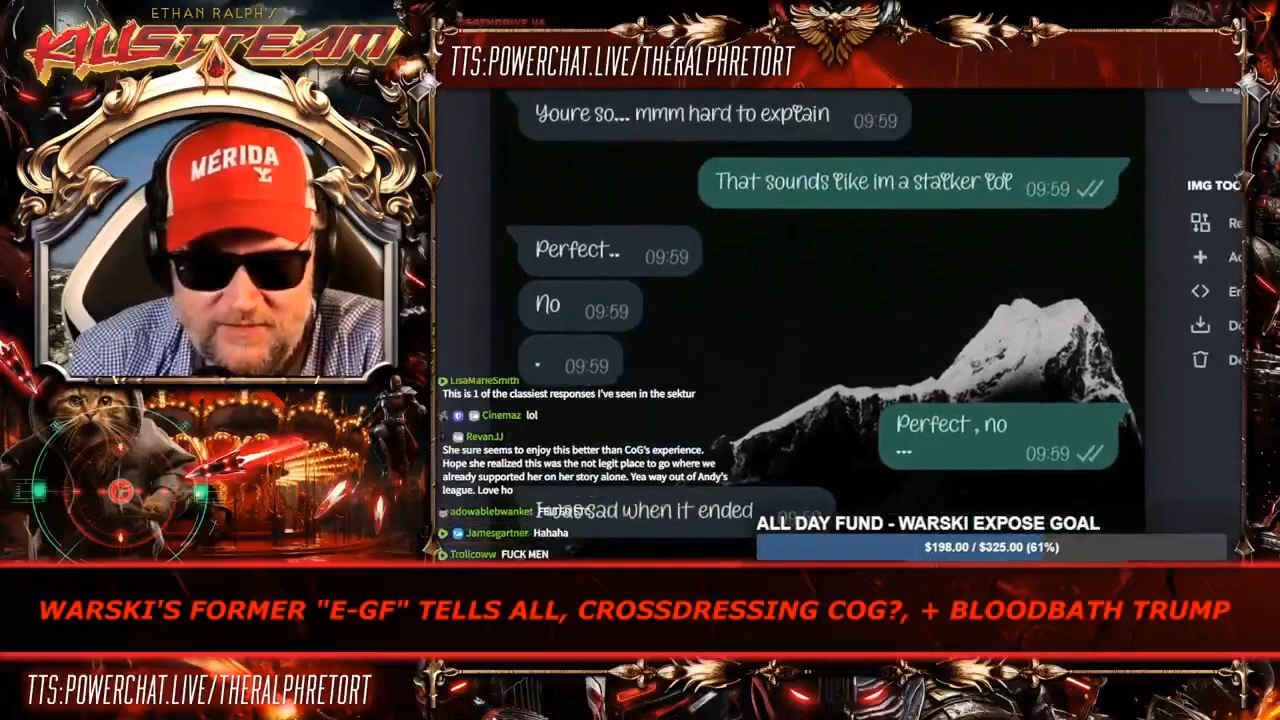 ETHAN RALPH'S
KILLSTREAM
TTS:POWERCHAT.LIVE/THERALPHRETORT
MÉRIDA
Youre so... mmm hard to explain 09:59
That sounds like im a stalker lol 09:59
Perfect.. 09:59
No 09:59
. 09:59
Perfect , no
... 09:59
sad when it ended
IMG TOO
Re
Ad
En
Do
De
LisaMarieSmith
This is 1 of the classiest responses I've seen in the sektur
Cinemaz lol
RevanJJ
She sure seems to enjoy this better than CoG's experience.
Hope she realized this was the not legit place to go where we
already supported her on her story alone. Yea way out of Andy's
league. Love ho
adowablebwanket
Jamesgartner Hahaha
Trollcoww FUCK MEN
ALL DAY FUND - WARSKI EXPOSE GOAL
$198.00 / $325.00 (61%)
WARSKI'S FORMER "E-GF" TELLS ALL, CROSSDRESSING COG?, + BLOODBATH TRUMP
TTS:POWERCHAT.LIVE/THERALPHRETORT